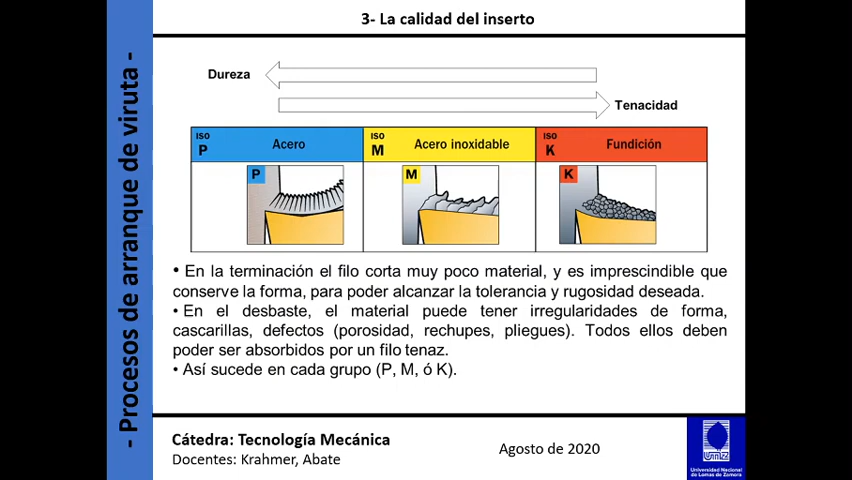 3- La calidad del inserto
- Procesos de arranque de viruta -
Dureza
Tenacidad
ISO
P
Acero
ISO
M
Acero inoxidable
ISO
K
Fundición
P
M
K
• En la terminación el filo corta muy poco material, y es imprescindible que
conserve la forma, para poder alcanzar la tolerancia y rugosidad deseada.
• En el desbaste, el material puede tener irregularidades de forma,
cascarillas, defectos (porosidad, rechupes, pliegues). Todos ellos deben
poder ser absorbidos por un filo tenaz.
• Así sucede en cada grupo (P, M, ó K).
Cátedra: Tecnología Mecánica
Docentes: Krahmer, Abate
Agosto de 2020
Universidad Nacional
de Lomas de Zamora